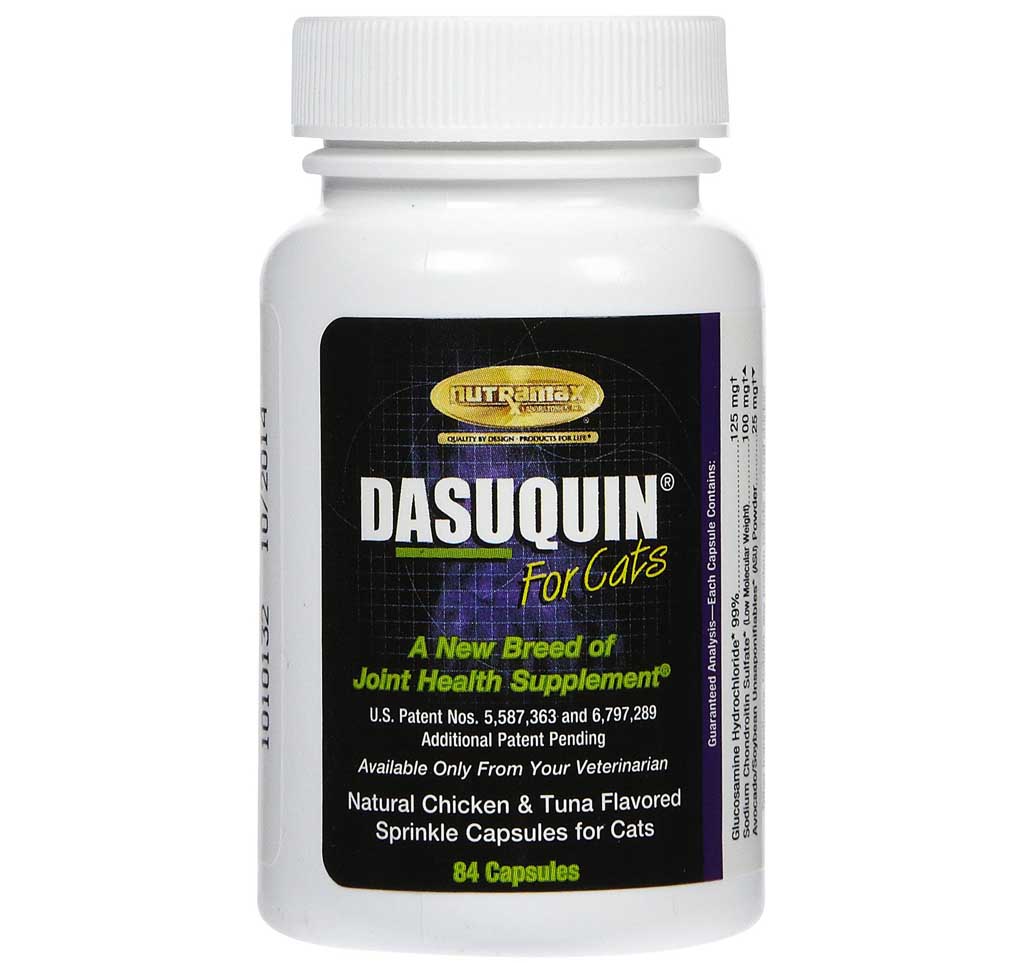 nutramax
LABORATORIES, INC.
®
QUALITY BY DESIGN · PRODUCTS FOR LIFE®
DASUQUIN®
For Cats
A New Breed of
Joint Health Supplement®
U.S. Patent Nos. 5,587,363 and 6,797,289
Additional Patent Pending
Available Only From Your Veterinarian
Natural Chicken & Tuna Flavored
Sprinkle Capsules for Cats
84 Capsules
Guaranteed Analysis—Each Capsule Contains:
Glucosamine Hydrochloride* 99%..........................125 mg†
Sodium Chondroitin Sulfate* (Low Molecular Weight)..........100 mg†▲
Avocado/Soybean Unsaponifiables* (ASU) Powder..........25 mg†▼
1010132 10/2014